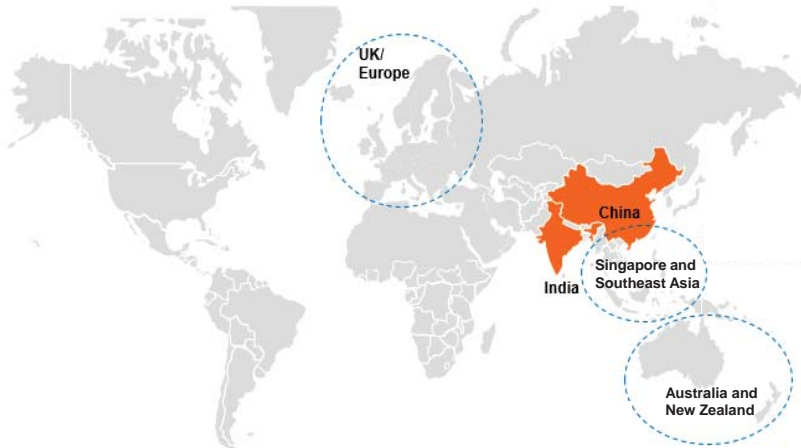 UK/
Europe
China
Singapore and
Southeast Asia
India
Australia and
New Zealand